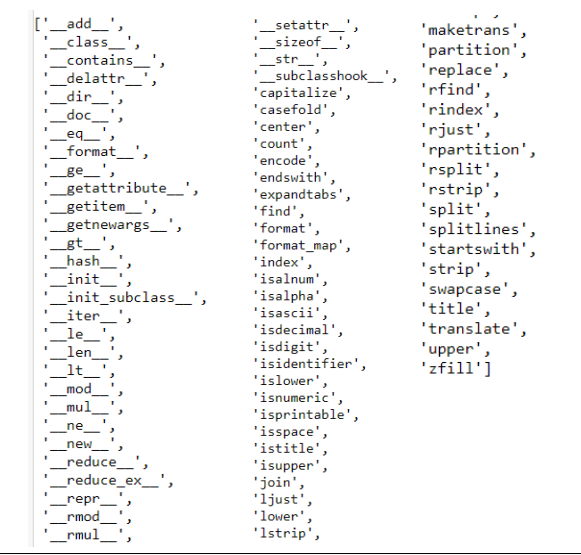 ['__add__',
'__class__',
'__contains__',
'__delattr__',
'__dir__',
'__doc__',
'__eq__',
'__format__',
'__ge__',
'__getattribute__',
'__getitem__',
'__getnewargs__',
'__gt__',
'__hash__',
'__init__',
'__init_subclass__',
'__iter__',
'__le__',
'__len__',
'__lt__',
'__mod__',
'__mul__',
'__ne__',
'__new__',
'__reduce__',
'__reduce_ex__',
'__repr__',
'__rmod__',
'__rmul__',
'__setattr__',
'__sizeof__',
'__str__',
'__subclasshook__',
'capitalize',
'casefold',
'center',
'count',
'encode',
'endswith',
'expandtabs',
'find',
'format',
'format_map',
'index',
'isalnum',
'isalpha',
'isascii',
'isdecimal',
'isdigit',
'isidentifier',
'islower',
'isnumeric',
'isprintable',
'isspace',
'istitle',
'isupper',
'join',
'ljust',
'lower',
'lstrip',
'maketrans',
'partition',
'replace',
'rfind',
'rindex',
'rjust',
'rpartition',
'rsplit',
'rstrip',
'split',
'splitlines',
'startswith',
'strip',
'swapcase',
'title',
'translate',
'upper',
'zfill']